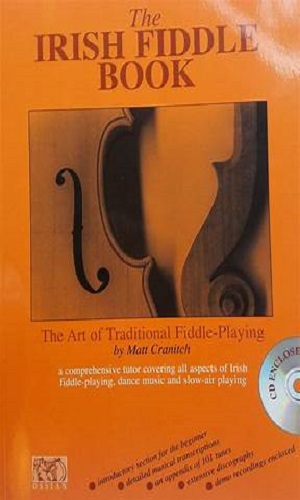 The
IRISH FIDDLE
BOOK
The Art of Traditional Fiddle-Playing
by Matt Cranitch
a comprehensive tutor covering all aspects of Irish
fiddle-playing, dance music and slow-air playing
CD ENCLOSED
• introductory section for the beginner
• detailed musical transcriptions
• an appendix of 101 tunes
• extensive discography
• demo recordings enclosed
OSSIAN